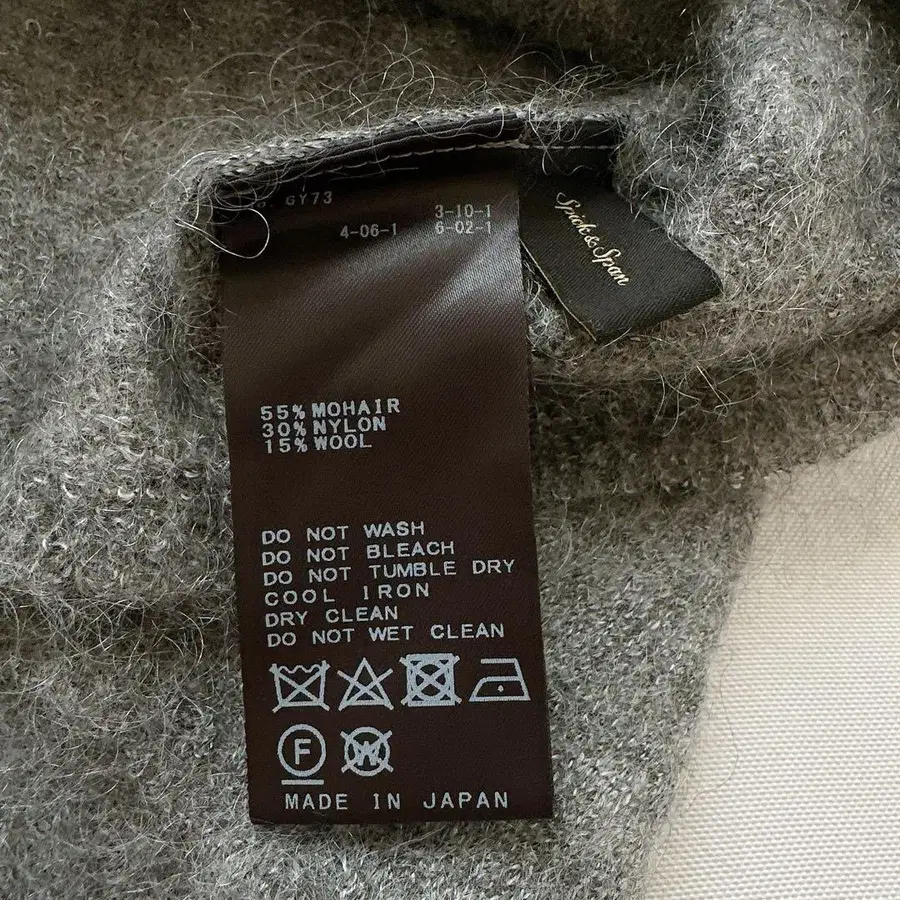 GY73
3-10-1
4-06-1 6-02-1
Spick & Span
55% MOHAIR
30% NYLON
15% WOOL
DO NOT WASH
DO NOT BLEACH
DO NOT TUMBLE DRY
COOL IRON
DRY CLEAN
DO NOT WET CLEAN
F W
MADE IN JAPAN